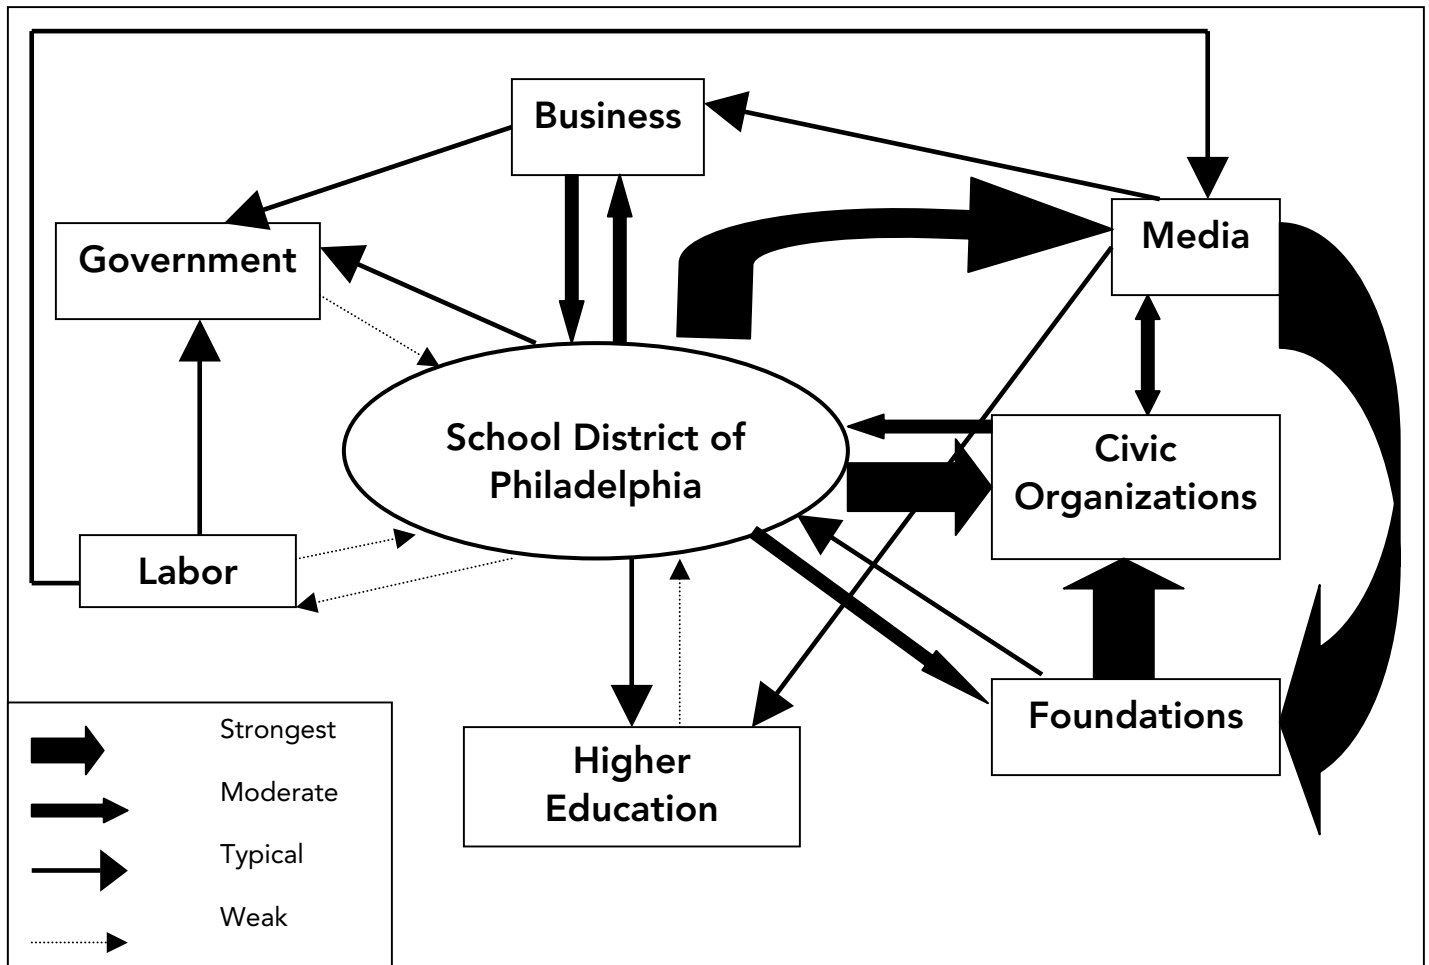 Business
Media
Government
School District of
Philadelphia
Civic
Organizations
Labor
Foundations
Higher
Education
Strongest
Moderate
Typical
Weak